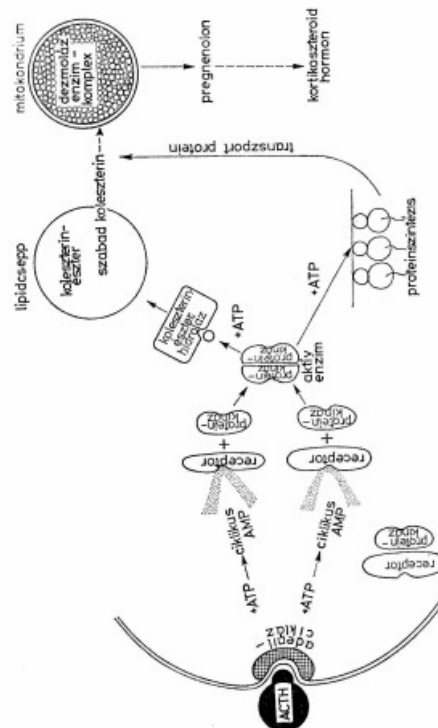 mitokondrium
dezmoláz
enzim -
komplex
pregnenolon
kortikoszteroid
hormon
lipidcsepp
koleszterin-
észter
szabad koleszterin
transzport protein
koleszterin-
észter
hidroláz
+ATP
+ATP
proteinszintézis
protein-
kináz
protein-
kináz
aktív
enzim
protein-
kináz
+
receptor
protein-
kináz
+
receptor
ciklikus
AMP
ciklikus
AMP
+ATP
+ATP
protein-
kináz
receptor
adenil-
cikláz
ACTH